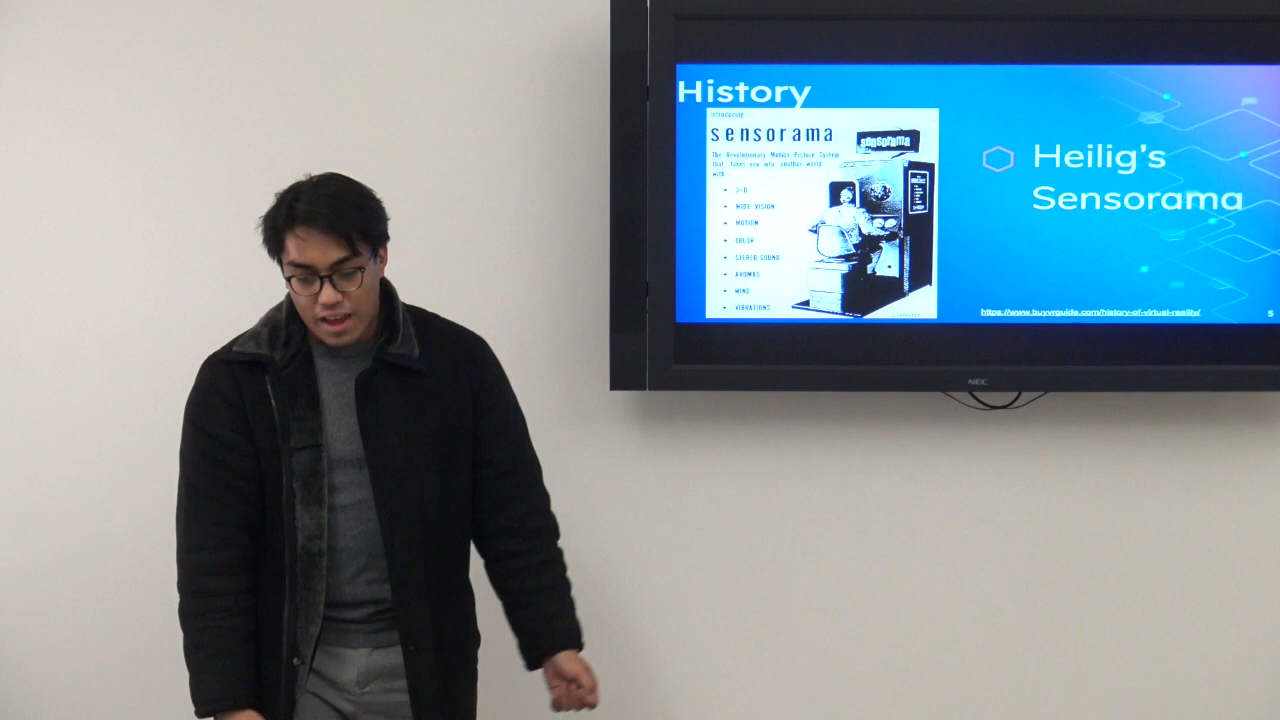 History
Introducing
sensorama
The Revolutionary Motion Picture System
that takes you into another world
with
• 3-D
• WIDE VISION
• MOTION
• COLOR
• STEREO SOUND
• AROMAS
• WIND
• VIBRATIONS
sensorama
Heilig's
Sensorama
https://www.buyvrguide.com/history-of-virtual-reality/
5
NEC